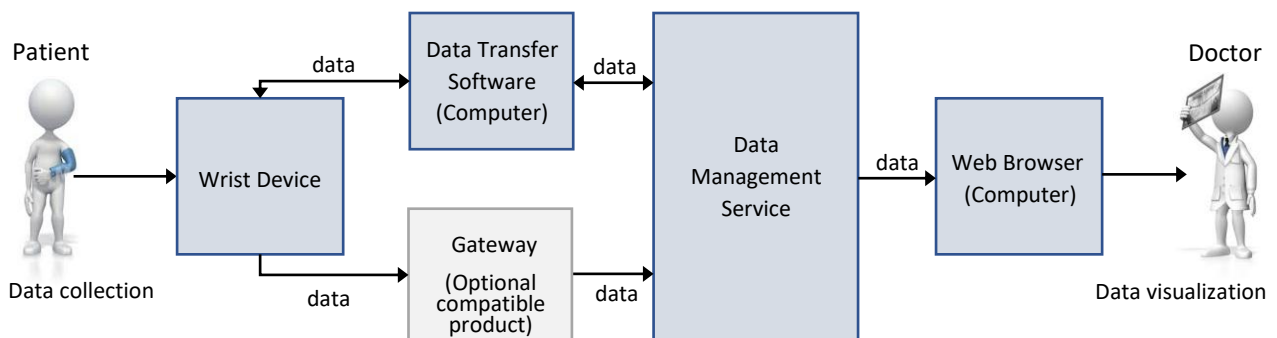 Patient
Data collection
Wrist Device
data
data
Data Transfer
Software
(Computer)
Gateway
(Optional
compatible
product)
data
data
Data
Management
Service
data
Web Browser
(Computer)
Doctor
Data visualization